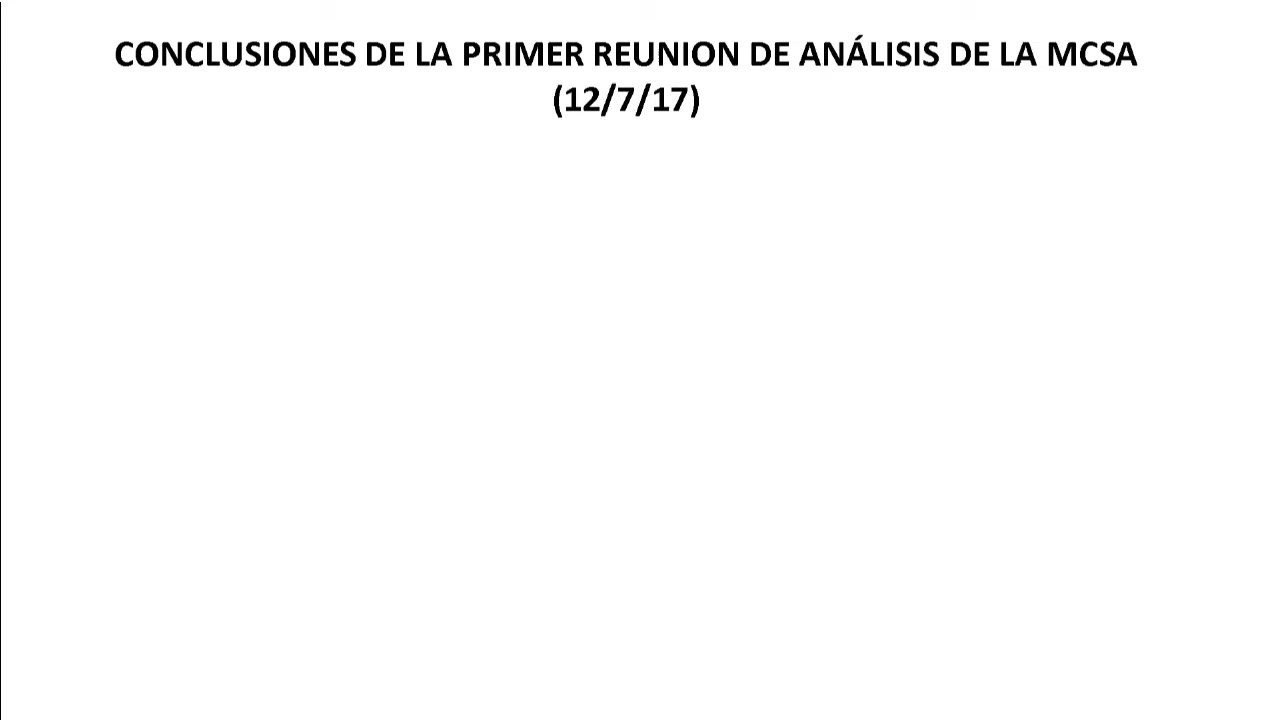 CONCLUSIONES DE LA PRIMER REUNION DE ANÁLISIS DE LA MCSA
(12/7/17)